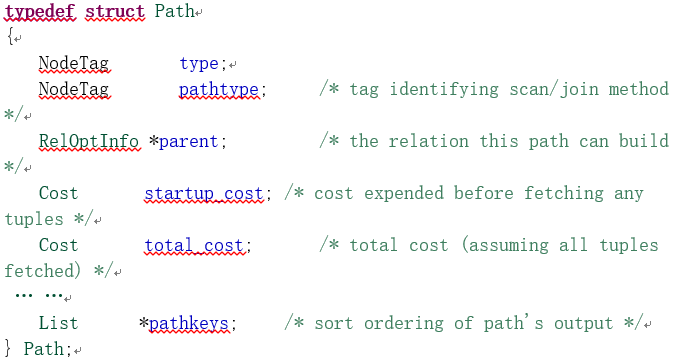 typedef struct Path
{
NodeTag type;
NodeTag pathtype; /* tag identifying scan/join method
*/
RelOptInfo *parent; /* the relation this path can build
*/
Cost startup_cost; /* cost expended before fetching any
tuples */
Cost total_cost; /* total cost (assuming all tuples
fetched) */
… …
List *pathkeys; /* sort ordering of path's output */
} Path;